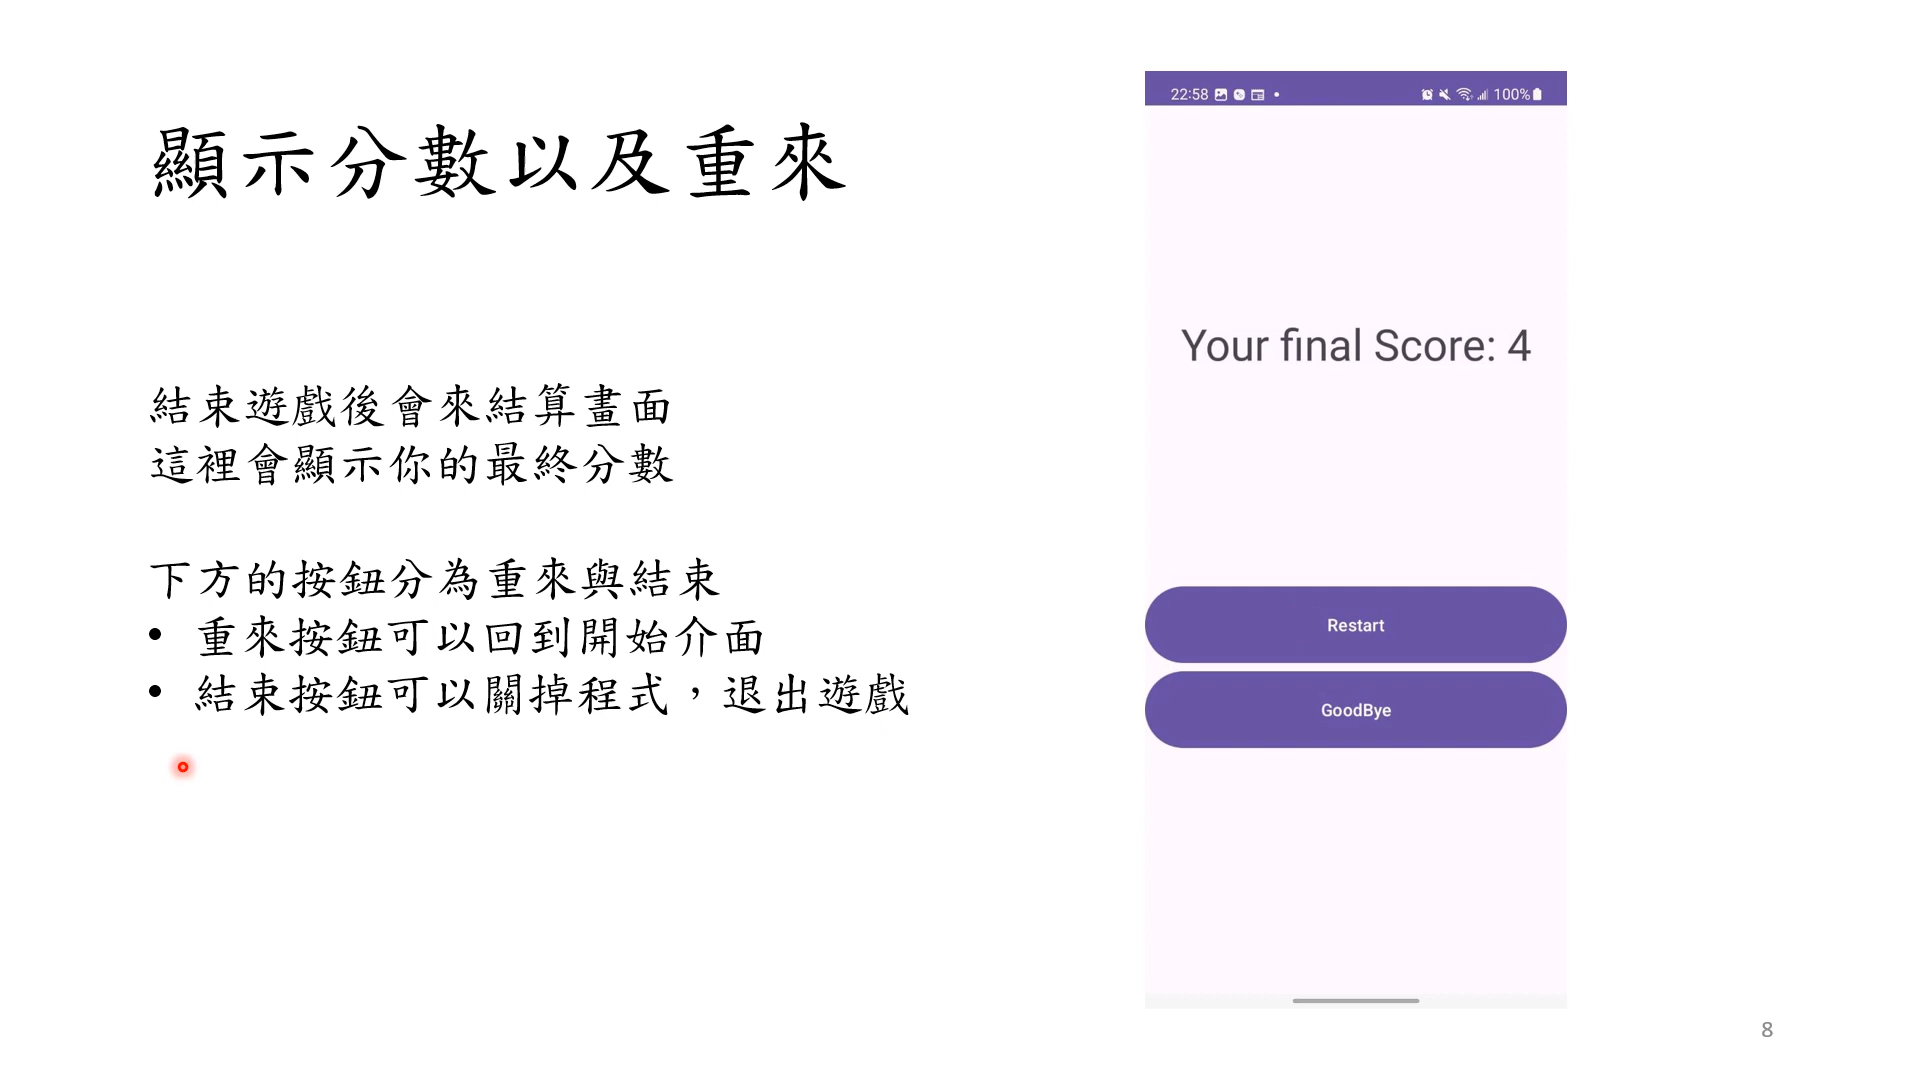 顯示分數以及重來
結束遊戲後會來結算畫面
這裡會顯示你的最終分數
下方的按鈕分為重來與結束
• 重來按鈕可以回到開始介面
• 結束按鈕可以關掉程式，退出遊戲
22:58
100%
Your final Score: 4
Restart
GoodBye
8